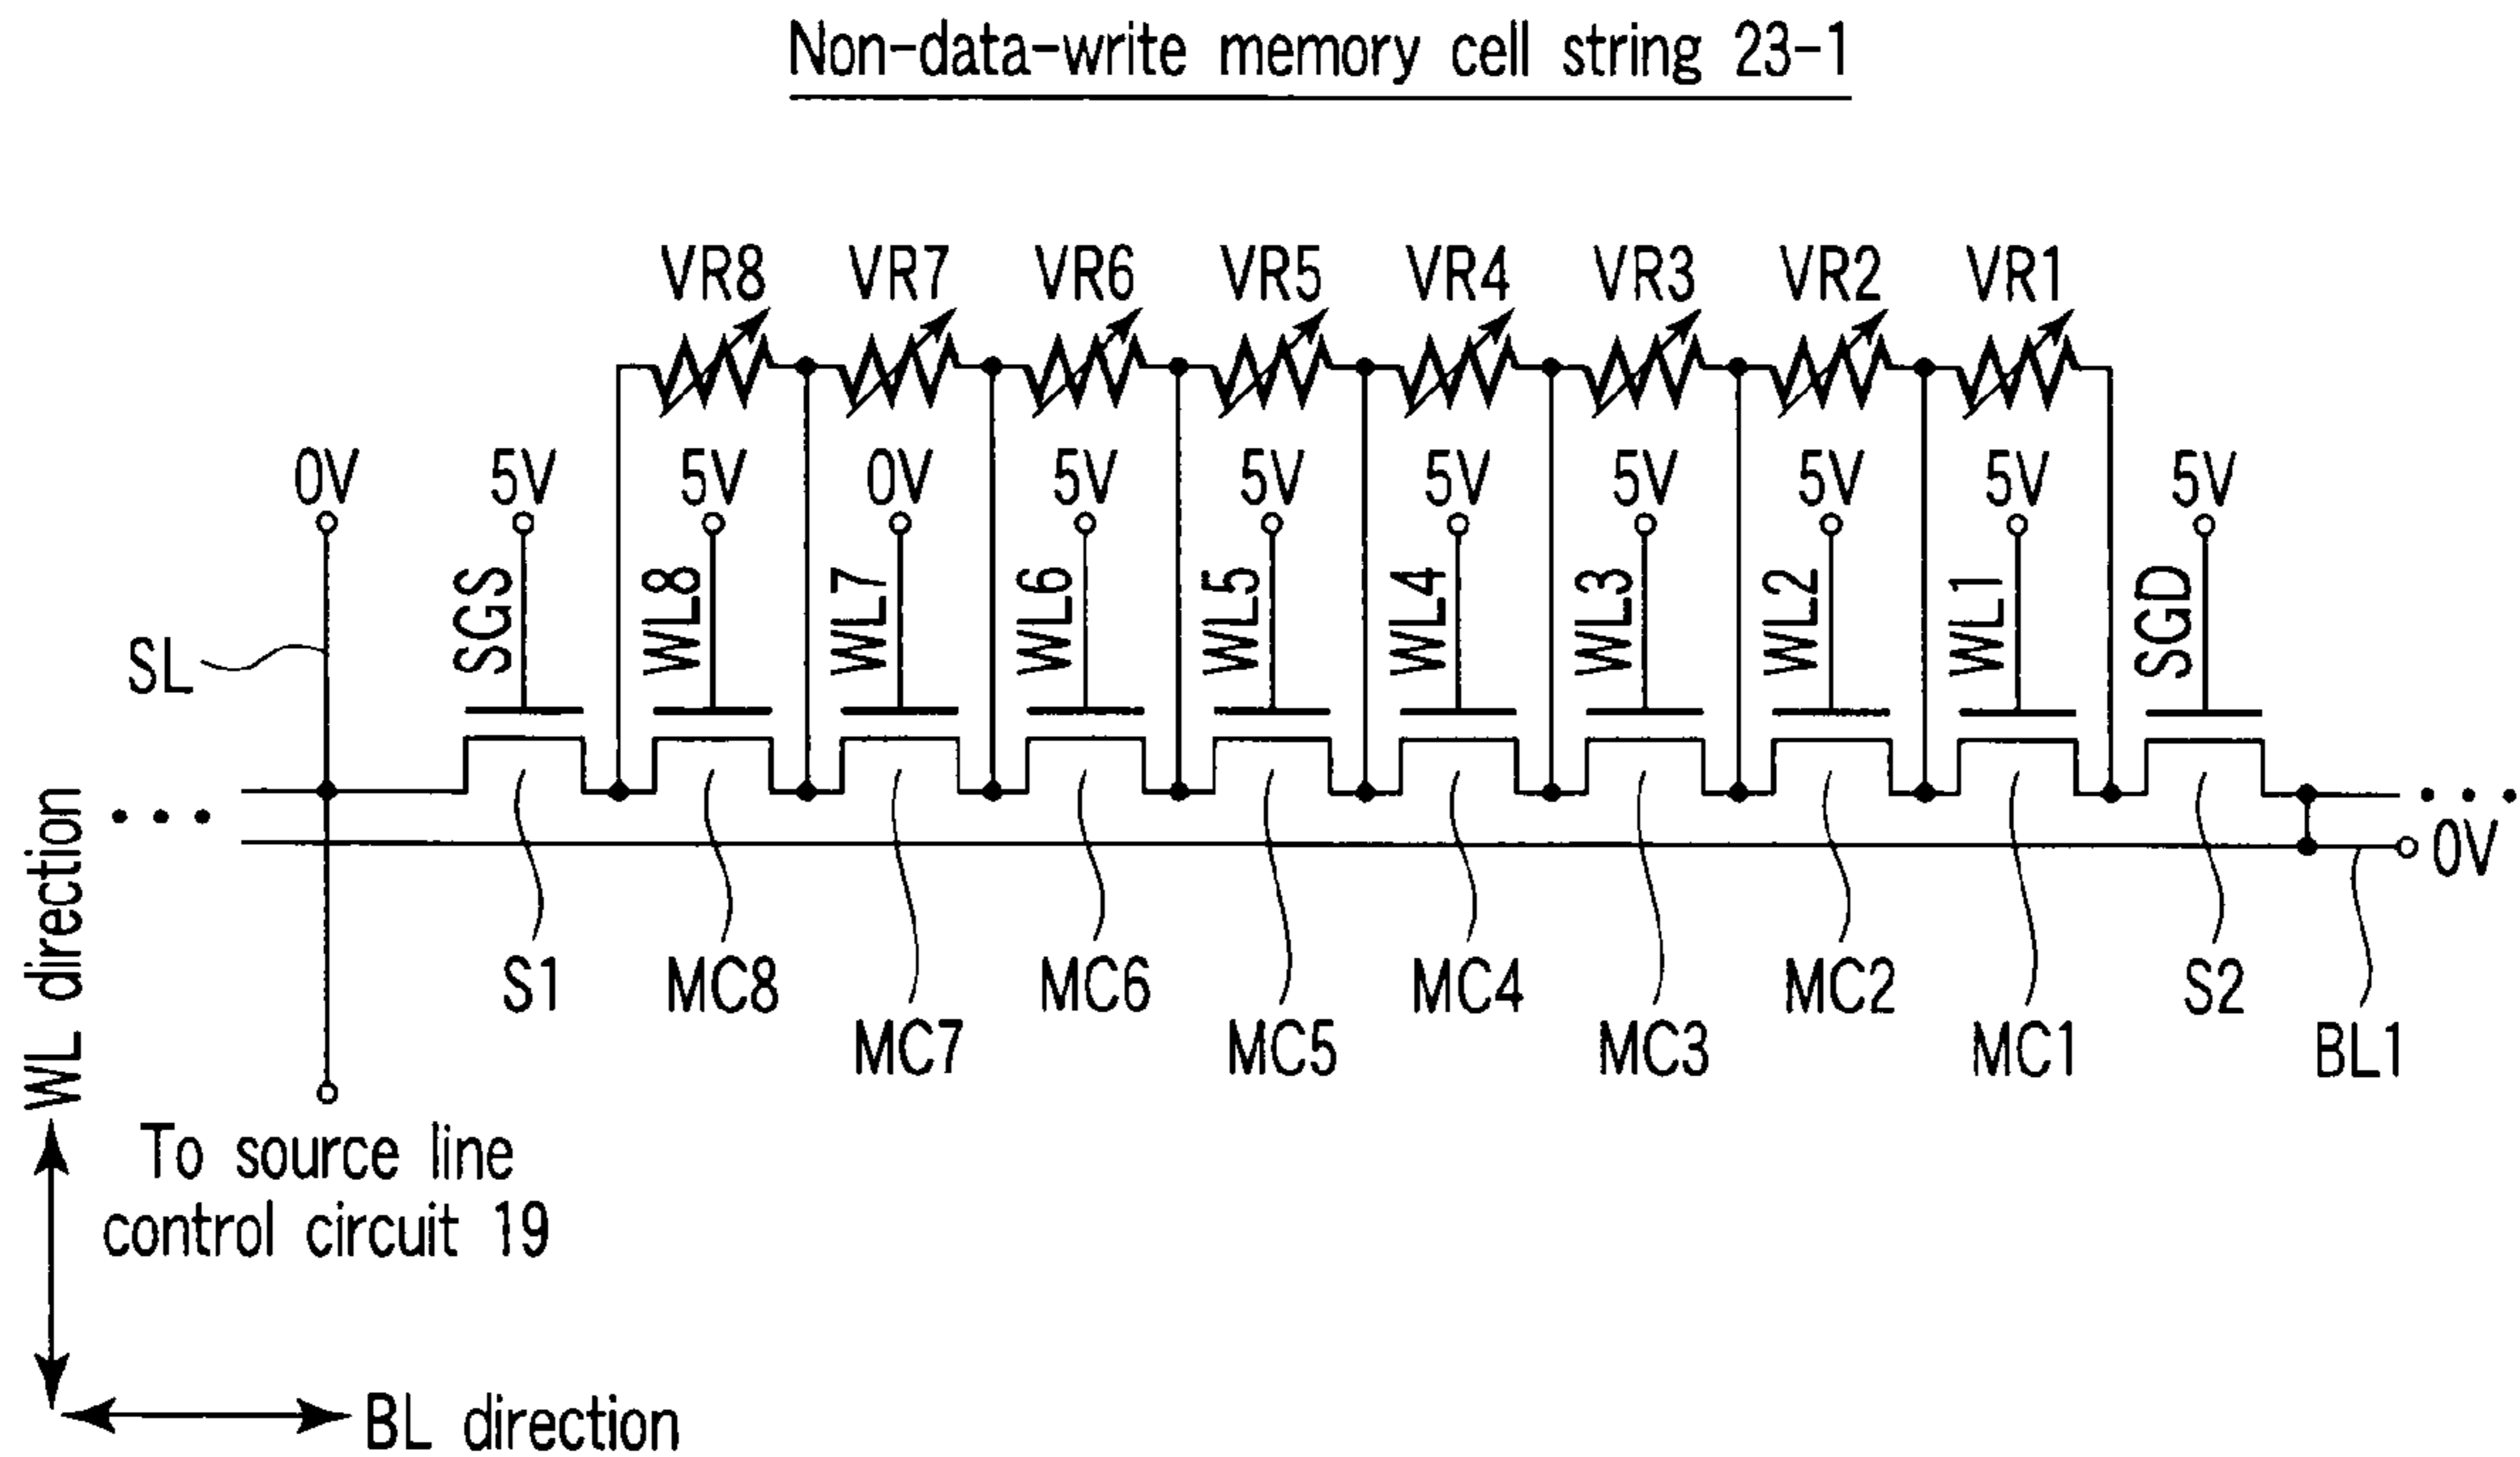 Non-data-write memory cell string 23-1
VR8 VR7 VR6 VR5 VR4 VR3 VR2 VR1
0V 5V 5V 0V 5V 5V 5V 5V 5V 5V 5V
SL SGS WL8 WL7 WL6 WL5 WL4 WL3 WL2 WL1 SGD
0V
S1 MC8 MC6 MC4 MC2 S2
MC7 MC5 MC3 MC1 BL1
WL direction
To source line
control circuit 19
BL direction